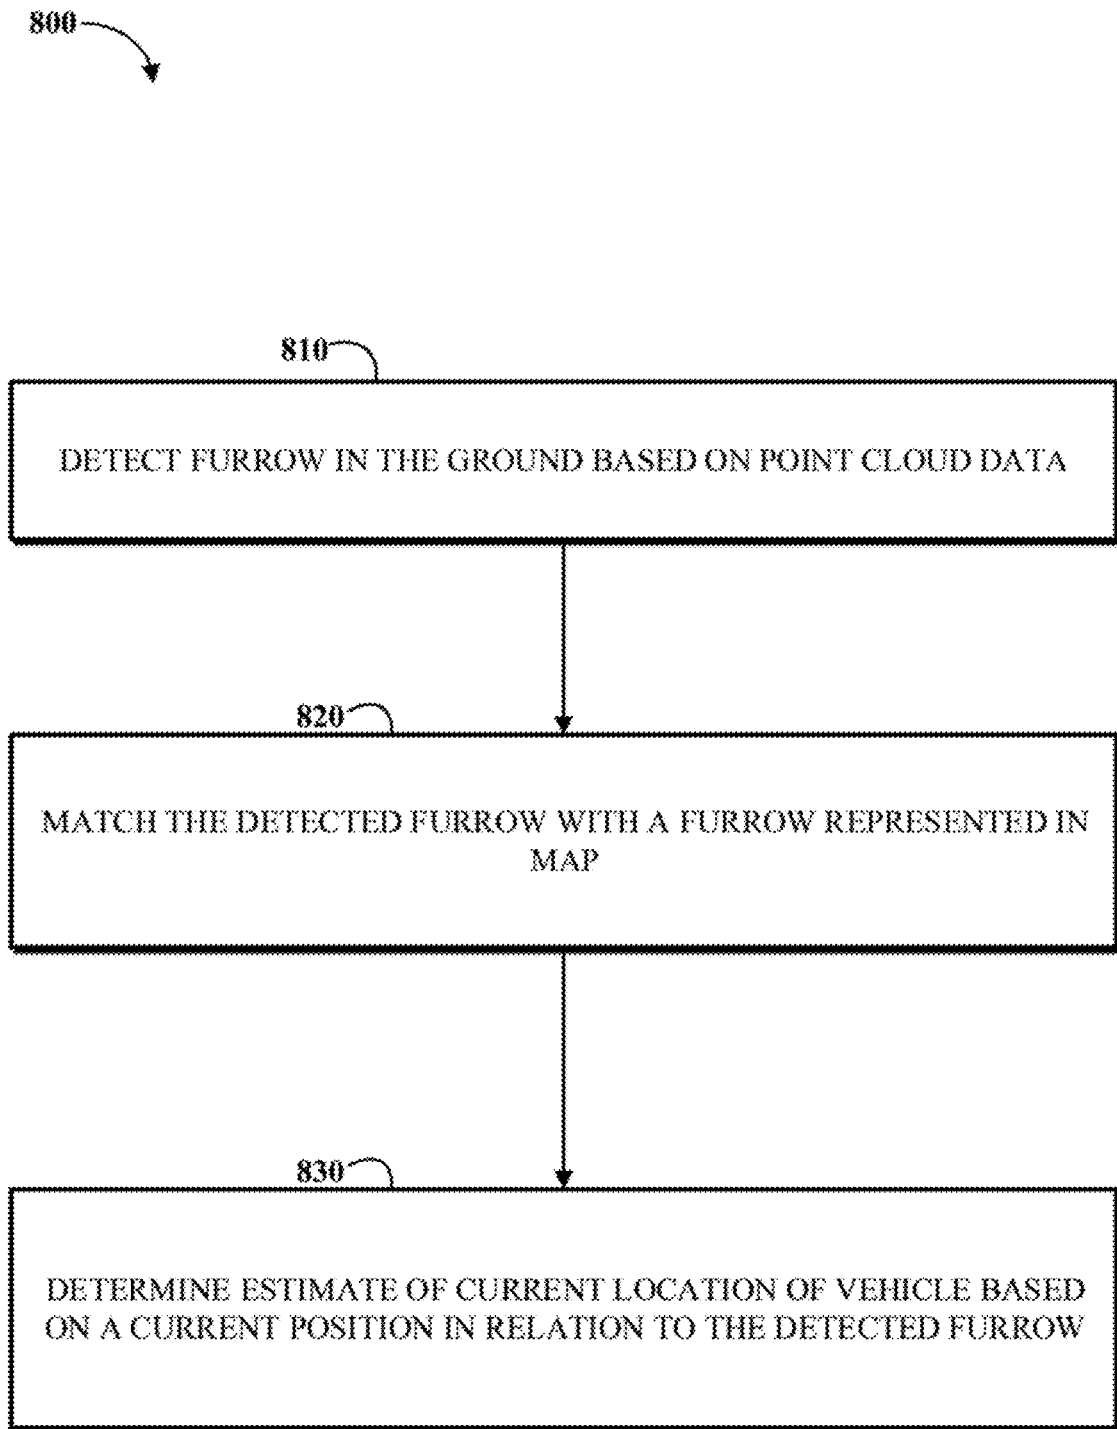 800
810
DETECT FURROW IN THE GROUND BASED ON POINT CLOUD DATA
820
MATCH THE DETECTED FURROW WITH A FURROW REPRESENTED IN
MAP
830
DETERMINE ESTIMATE OF CURRENT LOCATION OF VEHICLE BASED
ON A CURRENT POSITION IN RELATION TO THE DETECTED FURROW